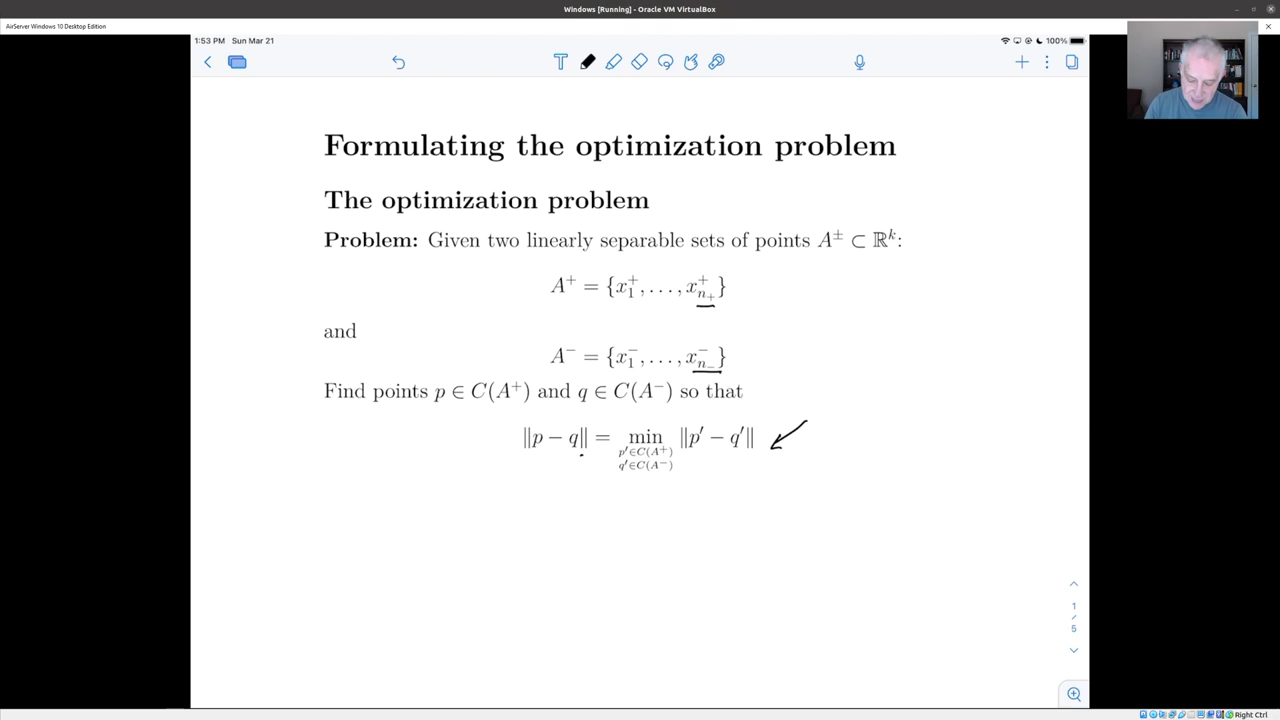 Windows [Running] - Oracle VM VirtualBox
AirServer Windows 10 Desktop Edition
1:53 PM Sun Mar 21
100%
T
Formulating the optimization problem
The optimization problem
Problem: Given two linearly separable sets of points A^± ⊂ ℝ^k:
A^+ = {x_1^+, . . . , x_{n_+}^+}
and
A^− = {x_1^−, . . . , x_{n_−}^−}
Find points p ∈ C(A^+) and q ∈ C(A^−) so that
‖p − q‖ = min_{p′∈C(A^+) q′∈C(A^−)} ‖p′ − q′‖
1
/
5
Right Ctrl